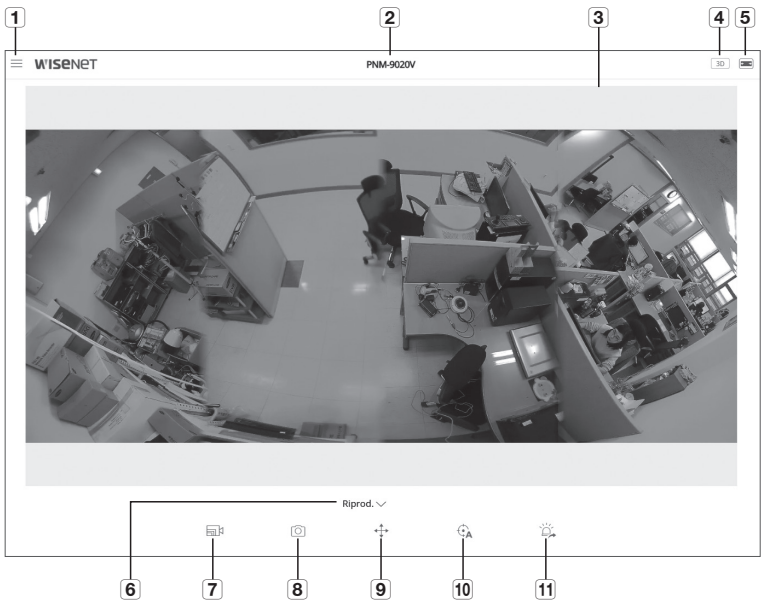 1 2 3 4 5
WISENET
PNM-9020V
3D
Riprod.
A
6 7 8 9 10 11